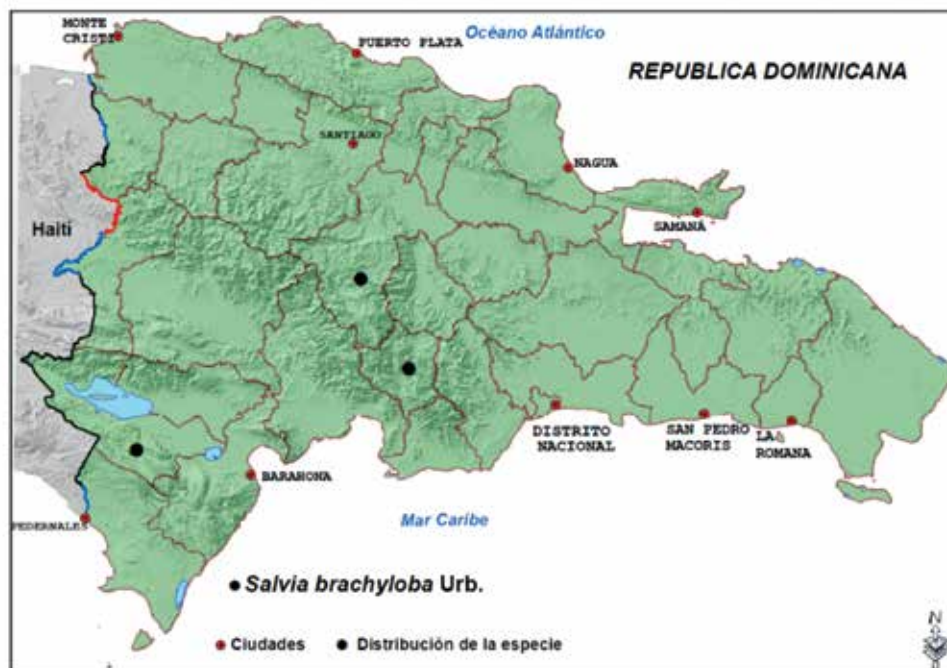 MONTE
CRISTI
PUERTO PLATA
Océano Atlántico
REPUBLICA DOMINICANA
SANTIAGO
NAGUA
SAMANÁ
Haití
DISTRITO
NACIONAL
SAN PEDRO
MACORIS
LA
ROMANA
BARAHONA
PEDERNALES
Mar Caribe
Salvia brachyloba Urb.
Ciudades
Distribución de la especie
N